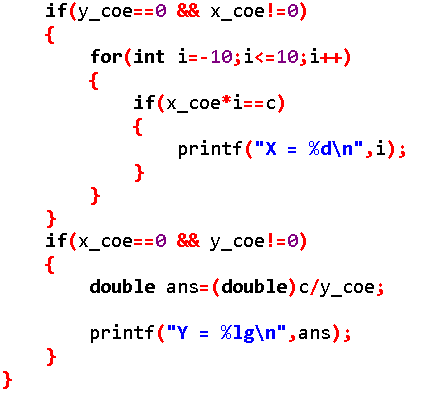 if(y_coe==0 && x_coe!=0)
{
for(int i=-10;i<=10;i++)
{
if(x_coe*i==c)
{
printf("X = %d\n",i);
}
}
}
if(x_coe==0 && y_coe!=0)
{
double ans=(double)c/y_coe;
printf("Y = %lg\n",ans);
}
}